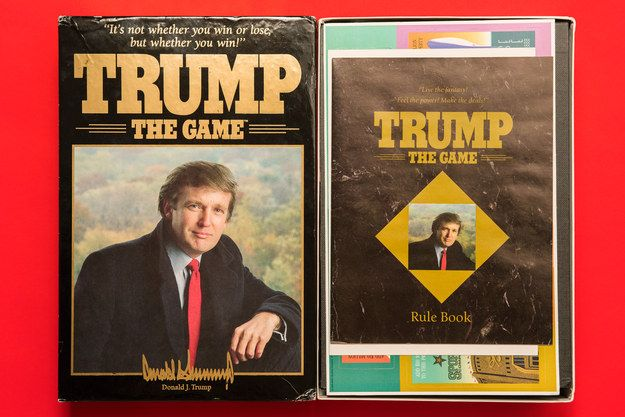 "It's not whether you win or lose,
but whether you win!"
TRUMP
THE GAME™
Donald J. Trump
"Live the fantasy!
Feel the power! Make the deals!"
TRUMP
THE GAME
Rule Book